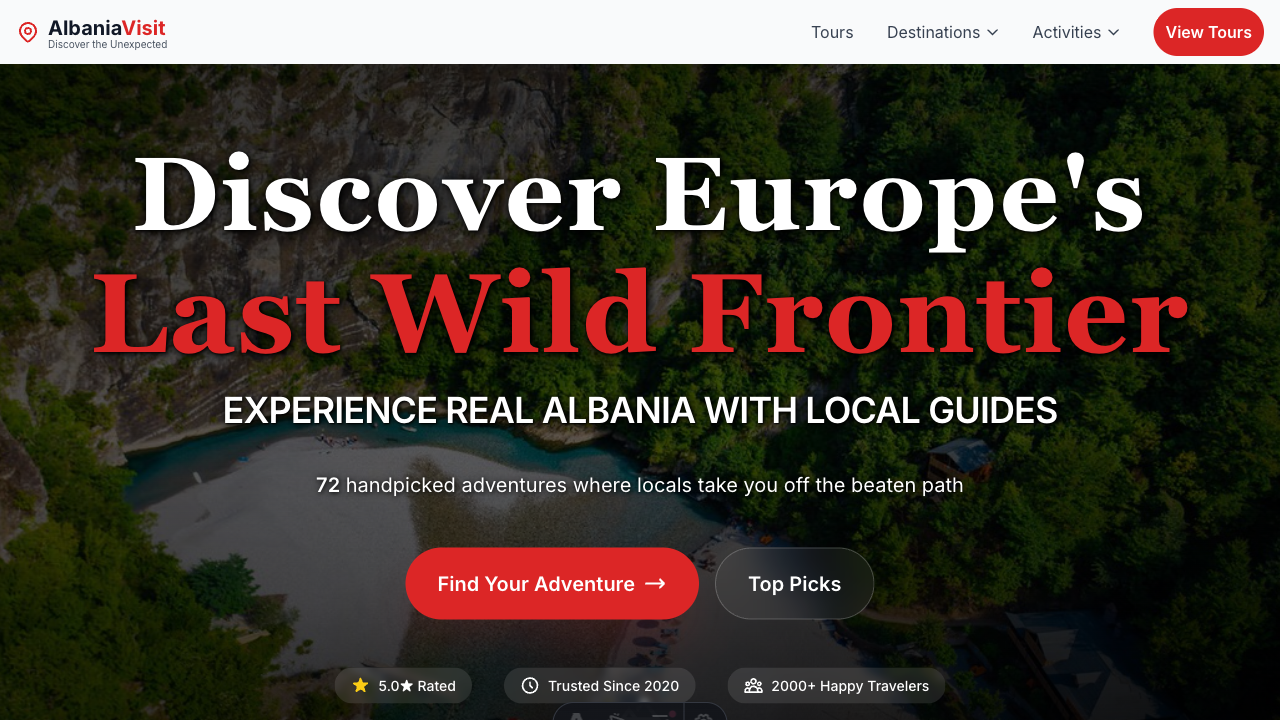 AlbaniaVisit
Discover the Unexpected
Tours
Destinations
Activities
View Tours
Discover Europe's
Last Wild Frontier
EXPERIENCE REAL ALBANIA WITH LOCAL GUIDES
72 handpicked adventures where locals take you off the beaten path
Find Your Adventure →
Top Picks
5.0★ Rated
Trusted Since 2020
2000+ Happy Travelers